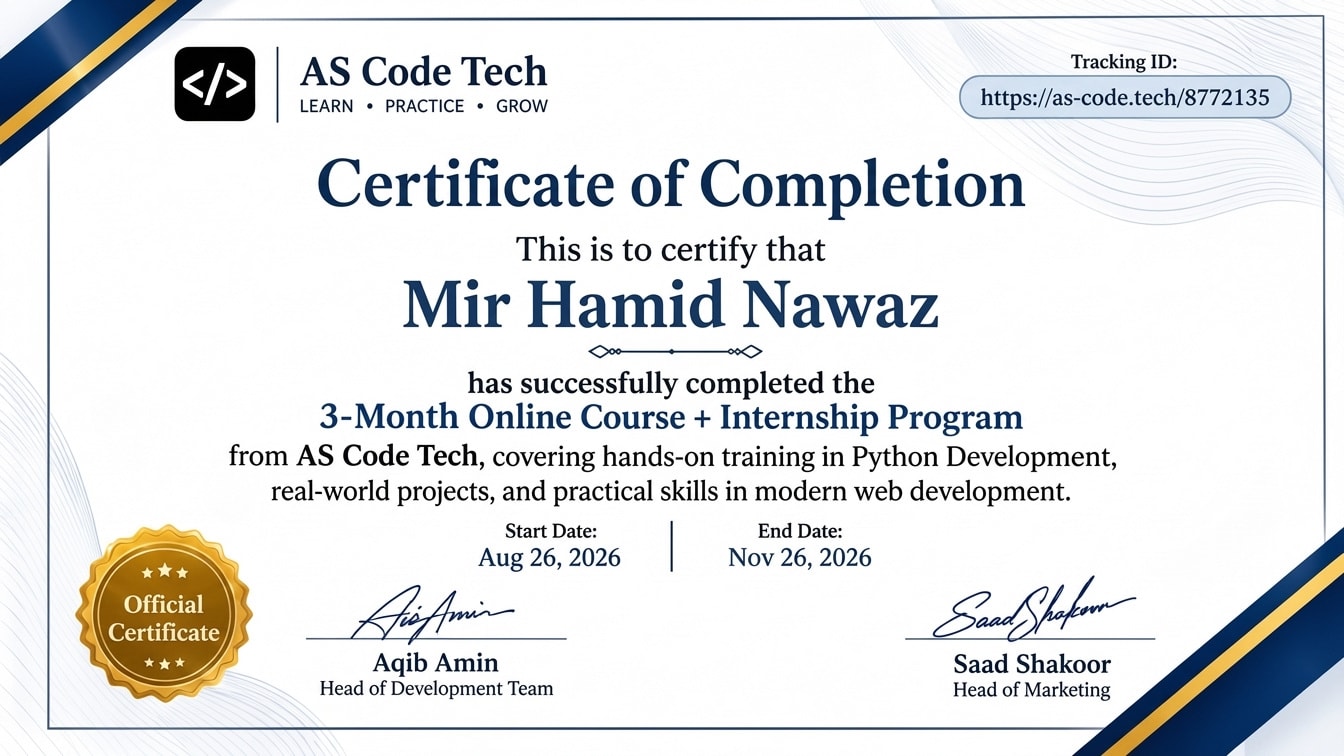 </>
AS Code Tech
LEARN • PRACTICE • GROW
Tracking ID:
https://as-code.tech/8772135
Certificate of Completion
This is to certify that
Mir Hamid Nawaz
has successfully completed the
3-Month Online Course + Internship Program
from AS Code Tech, covering hands-on training in Python Development,
real-world projects, and practical skills in modern web development.
Start Date:
Aug 26, 2026
End Date:
Nov 26, 2026
Official
Certificate
Aqib Amin
Head of Development Team
Saad Shakoor
Saad Shakoor
Head of Marketing